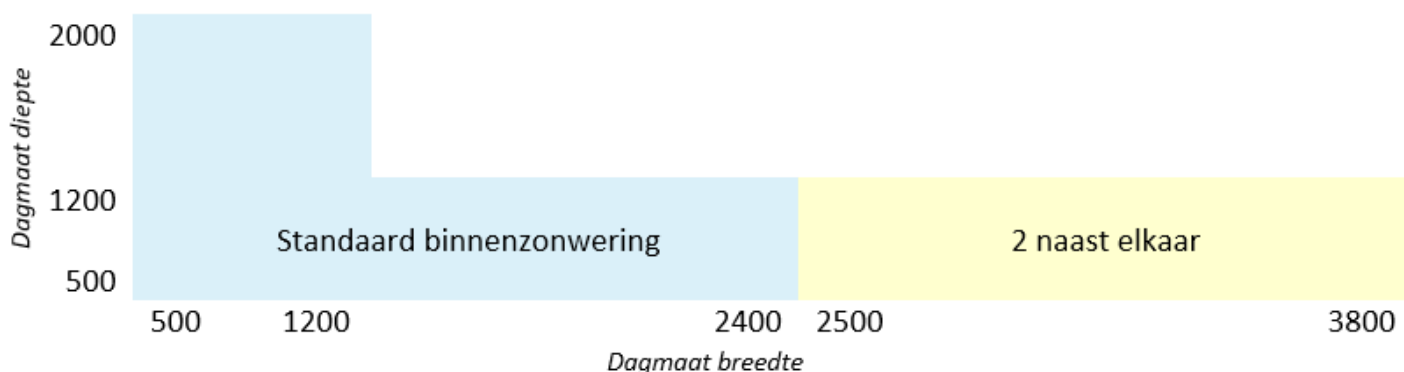 2000
Dagmaat diepte
1200
Standaard binnenzonwering
2 naast elkaar
500
500 1200 2400 2500 3800
Dagmaat breedte